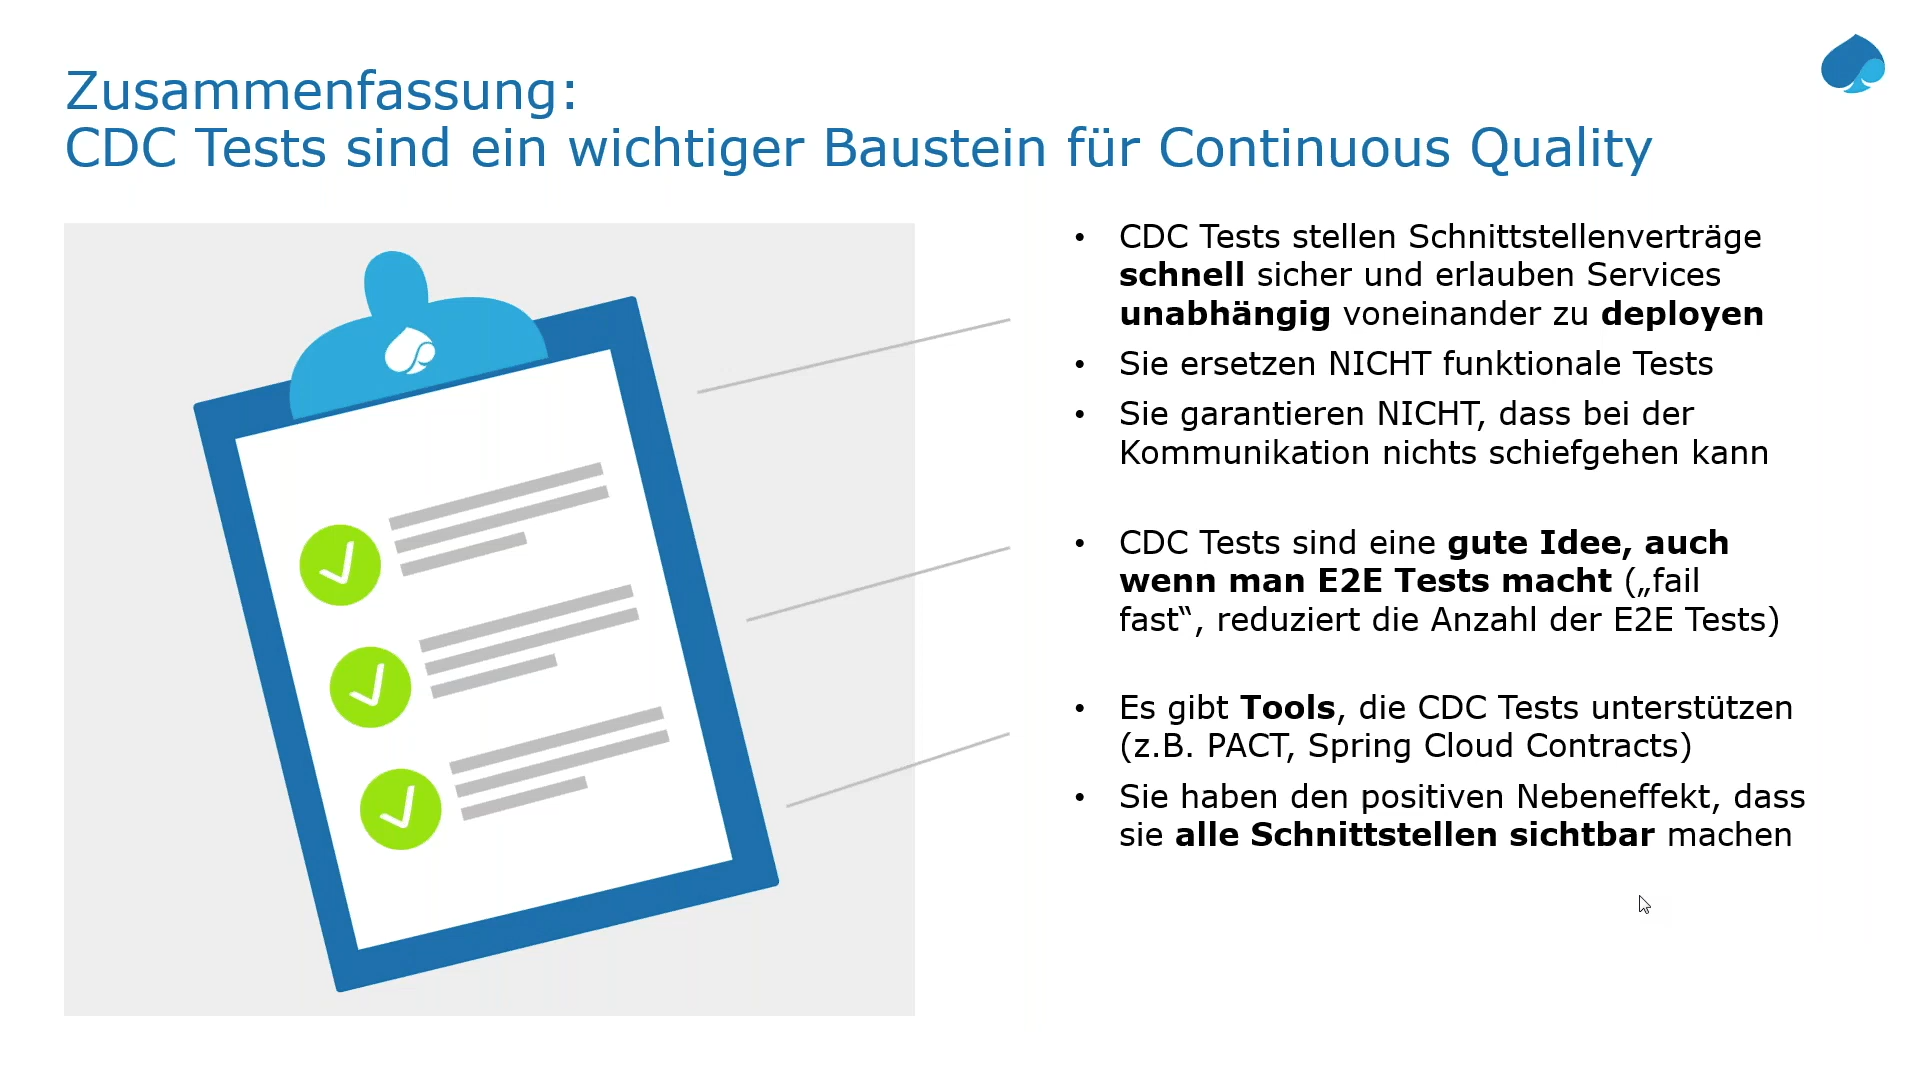 Zusammenfassung:
CDC Tests sind ein wichtiger Baustein für Continuous Quality
• CDC Tests stellen Schnittstellenverträge
schnell sicher und erlauben Services
unabhängig voneinander zu deployen
• Sie ersetzen NICHT funktionale Tests
• Sie garantieren NICHT, dass bei der
Kommunikation nichts schiefgehen kann
• CDC Tests sind eine gute Idee, auch
wenn man E2E Tests macht („fail
fast“, reduziert die Anzahl der E2E Tests)
• Es gibt Tools, die CDC Tests unterstützen
(z.B. PACT, Spring Cloud Contracts)
• Sie haben den positiven Nebeneffekt, dass
sie alle Schnittstellen sichtbar machen